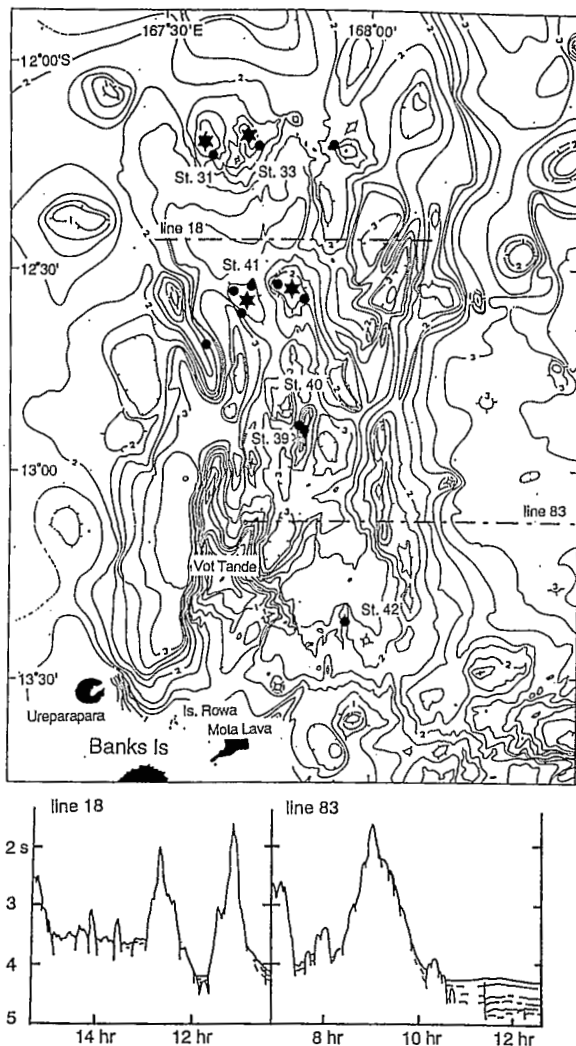 167°30'E 168°00'
12°00'S
St. 31 St. 33
line 18
12°30'
St. 41
St. 40
St. 39
13°00'
line 83
Vot Tande
St. 42
13°30'
Ureparapara
Is. Rowa
Mota Lava
Banks Is
line 18 line 83
2 s
3
4
5
14 hr 12 hr 8 hr 10 hr 12 hr